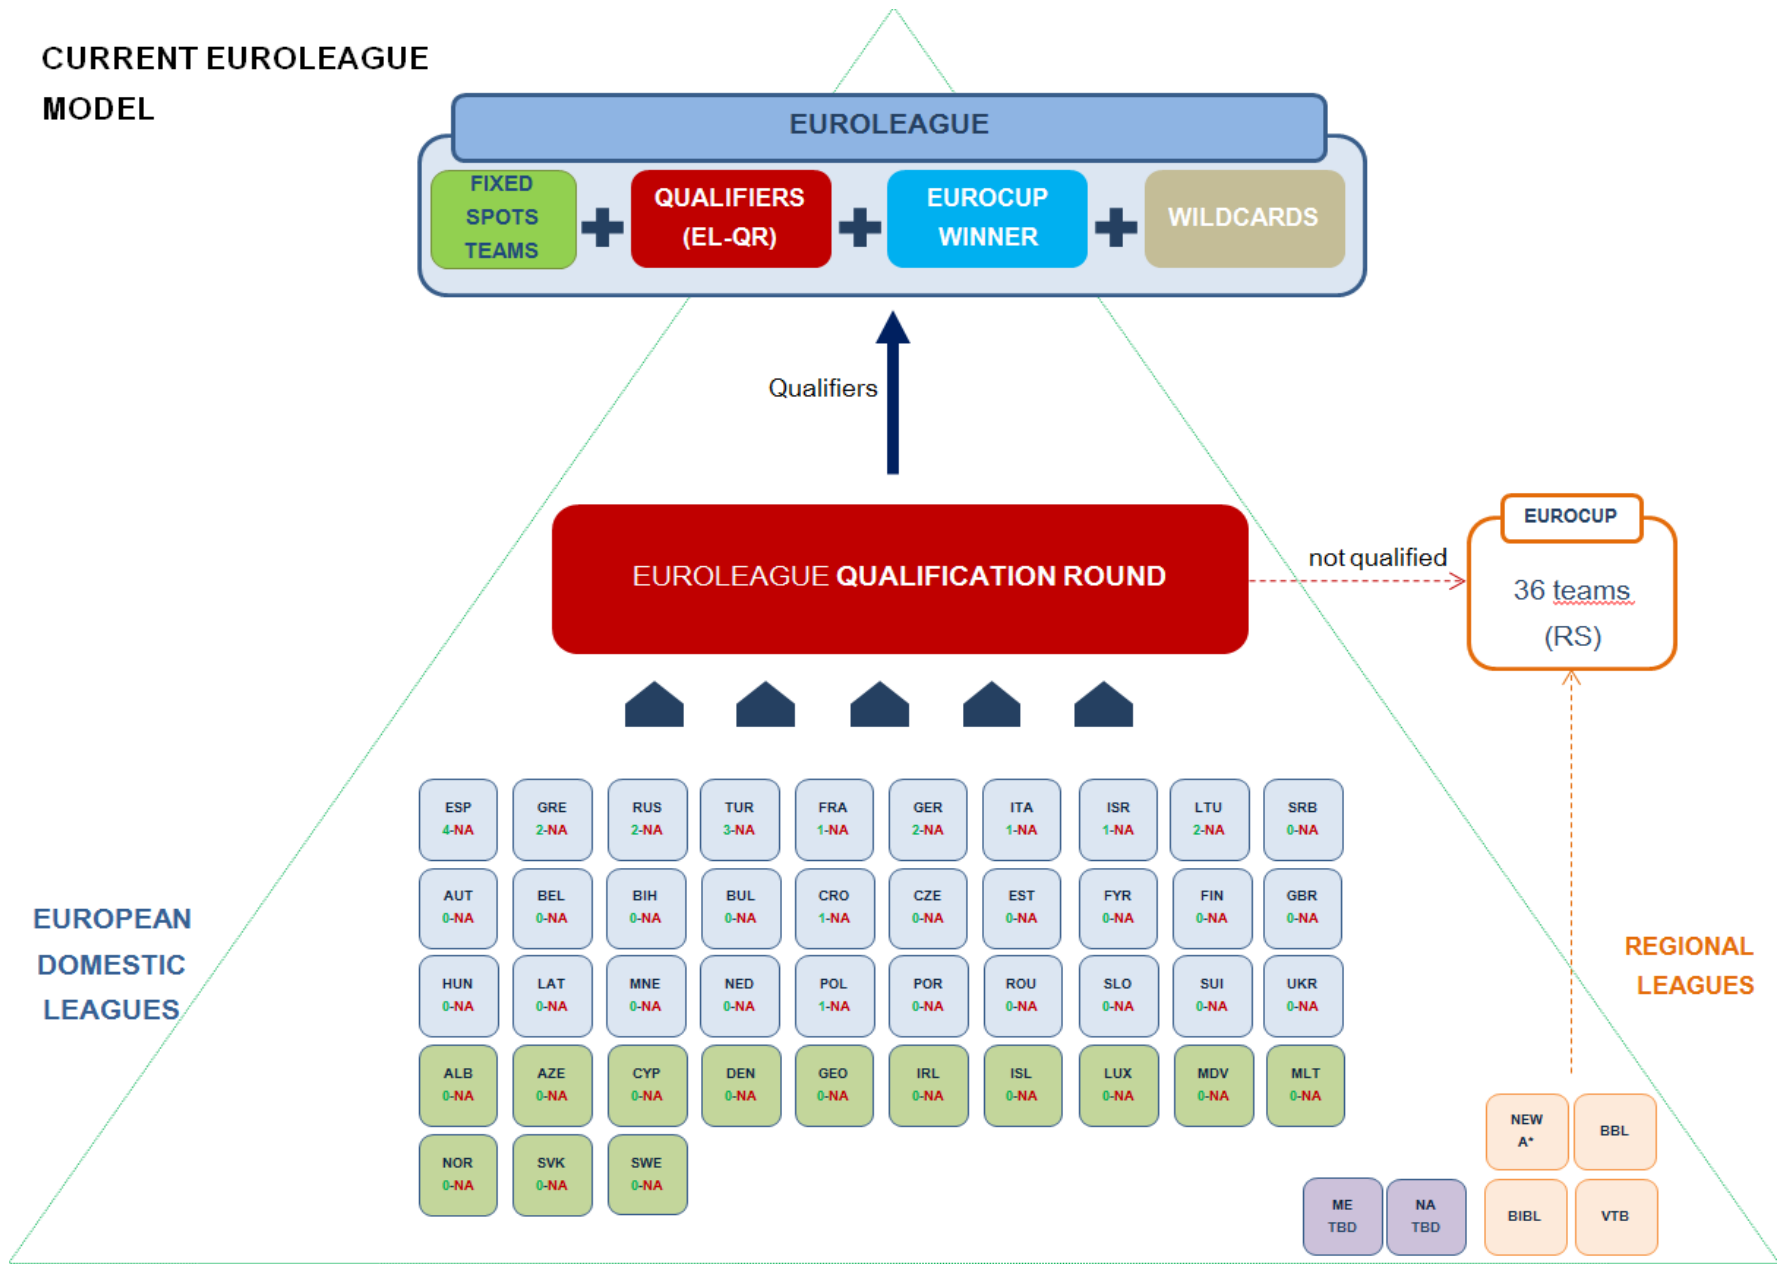 CURRENT EUROLEAGUE
MODEL
EUROLEAGUE
FIXED
SPOTS
TEAMS
QUALIFIERS
(EL-QR)
EUROCUP
WINNER
WILDCARDS
Qualifiers
EUROLEAGUE QUALIFICATION ROUND
not qualified
EUROCUP
36 teams
(RS)
ESP GRE RUS TUR FRA GER ITA ISR LTU SRB
4-NA 2-NA 2-NA 3-NA 1-NA 2-NA 1-NA 1-NA 2-NA 0-NA
AUT BEL BIH BUL CRO CZE EST FYR FIN GBR
0-NA 0-NA 0-NA 0-NA 1-NA 0-NA 0-NA 0-NA 0-NA 0-NA
HUN LAT MNE NED POL POR ROU SLO SUI UKR
0-NA 0-NA 0-NA 0-NA 1-NA 0-NA 0-NA 0-NA 0-NA 0-NA
ALB AZE CYP DEN GEO IRL ISL LUX MDV MLT
0-NA 0-NA 0-NA 0-NA 0-NA 0-NA 0-NA 0-NA 0-NA 0-NA
NOR SVK SWE
0-NA 0-NA 0-NA
EUROPEAN
DOMESTIC
LEAGUES
REGIONAL
LEAGUES
NEW
A*
BBL
ME
TBD
NA
TBD
BIBL
VTB